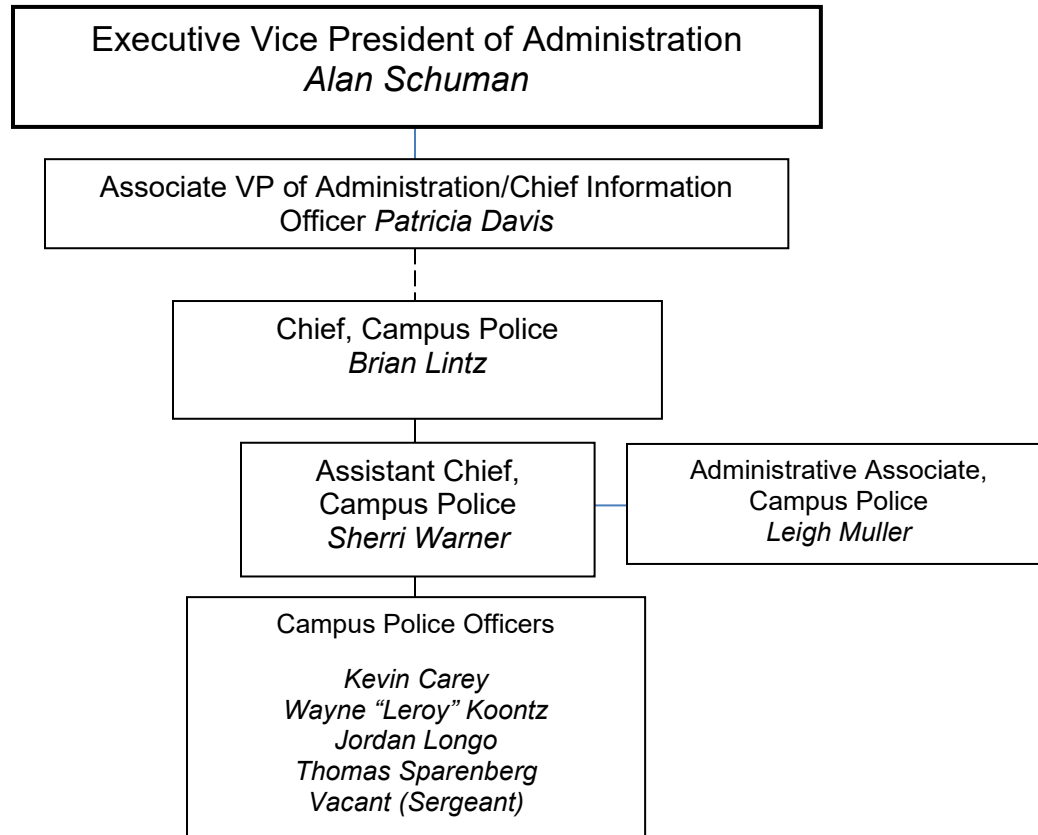 Executive Vice President of Administration
Alan Schuman
Associate VP of Administration/Chief Information
Officer Patricia Davis
Chief, Campus Police
Brian Lintz
Assistant Chief,
Campus Police
Sherri Warner
Administrative Associate,
Campus Police
Leigh Muller
Campus Police Officers
Kevin Carey
Wayne “Leroy” Koontz
Jordan Longo
Thomas Sparenberg
Vacant (Sergeant)